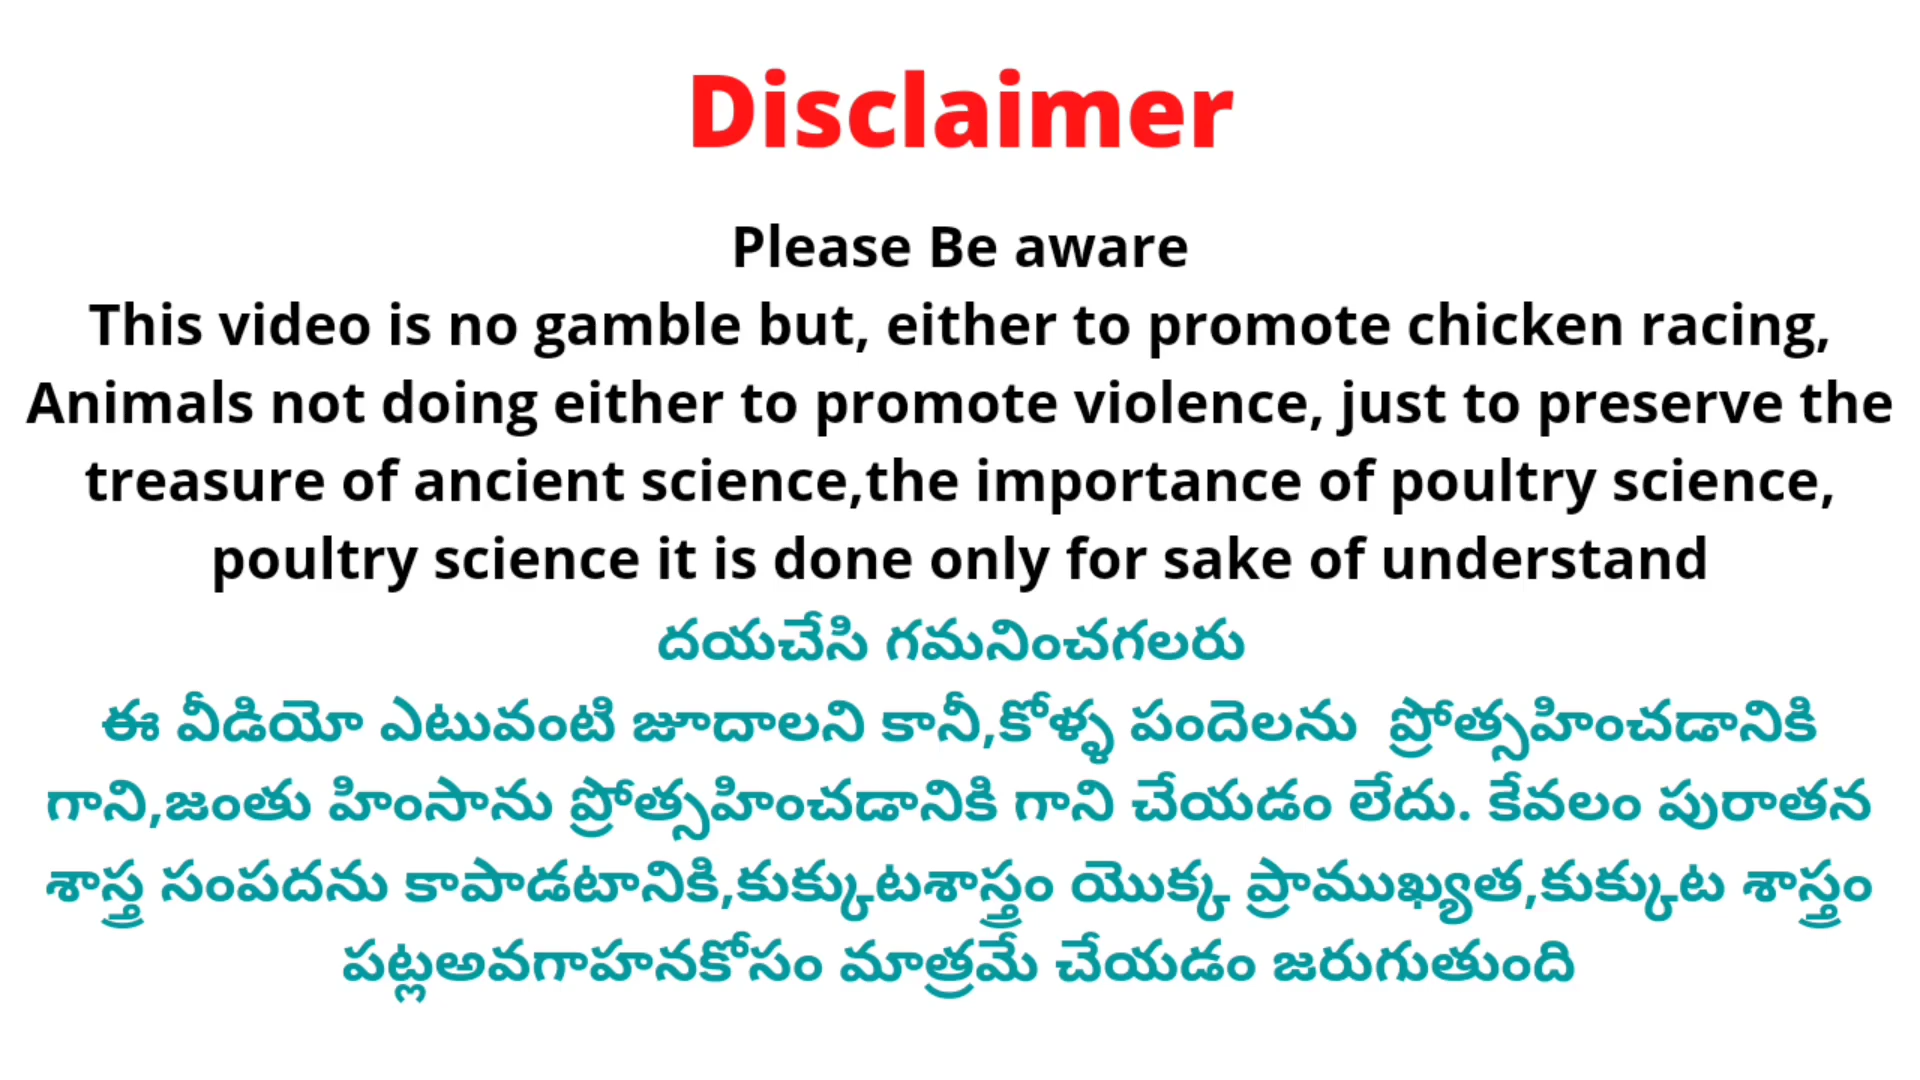 Disclaimer
Please Be aware
This video is no gamble but, either to promote chicken racing,
Animals not doing either to promote violence, just to preserve the
treasure of ancient science,the importance of poultry science,
poultry science it is done only for sake of understand
దయచేసి గమనించగలరు
ఈ వీడియో ఎటువంటి జూదాలని కానీ,కోళ్ళ పందెలను ప్రోత్సహించడానికి
గాని,జంతు హింసాను ప్రోత్సహించడానికి గాని చేయడం లేదు. కేవలం పురాతన
శాస్త్ర సంపదను కాపాడటానికి,కుక్కుటశాస్త్రం యొక్క ప్రాముఖ్యత,కుక్కుట శాస్త్రం
పట్లఅవగాహనకోసం మాత్రమే చేయడం జరుగుతుంది